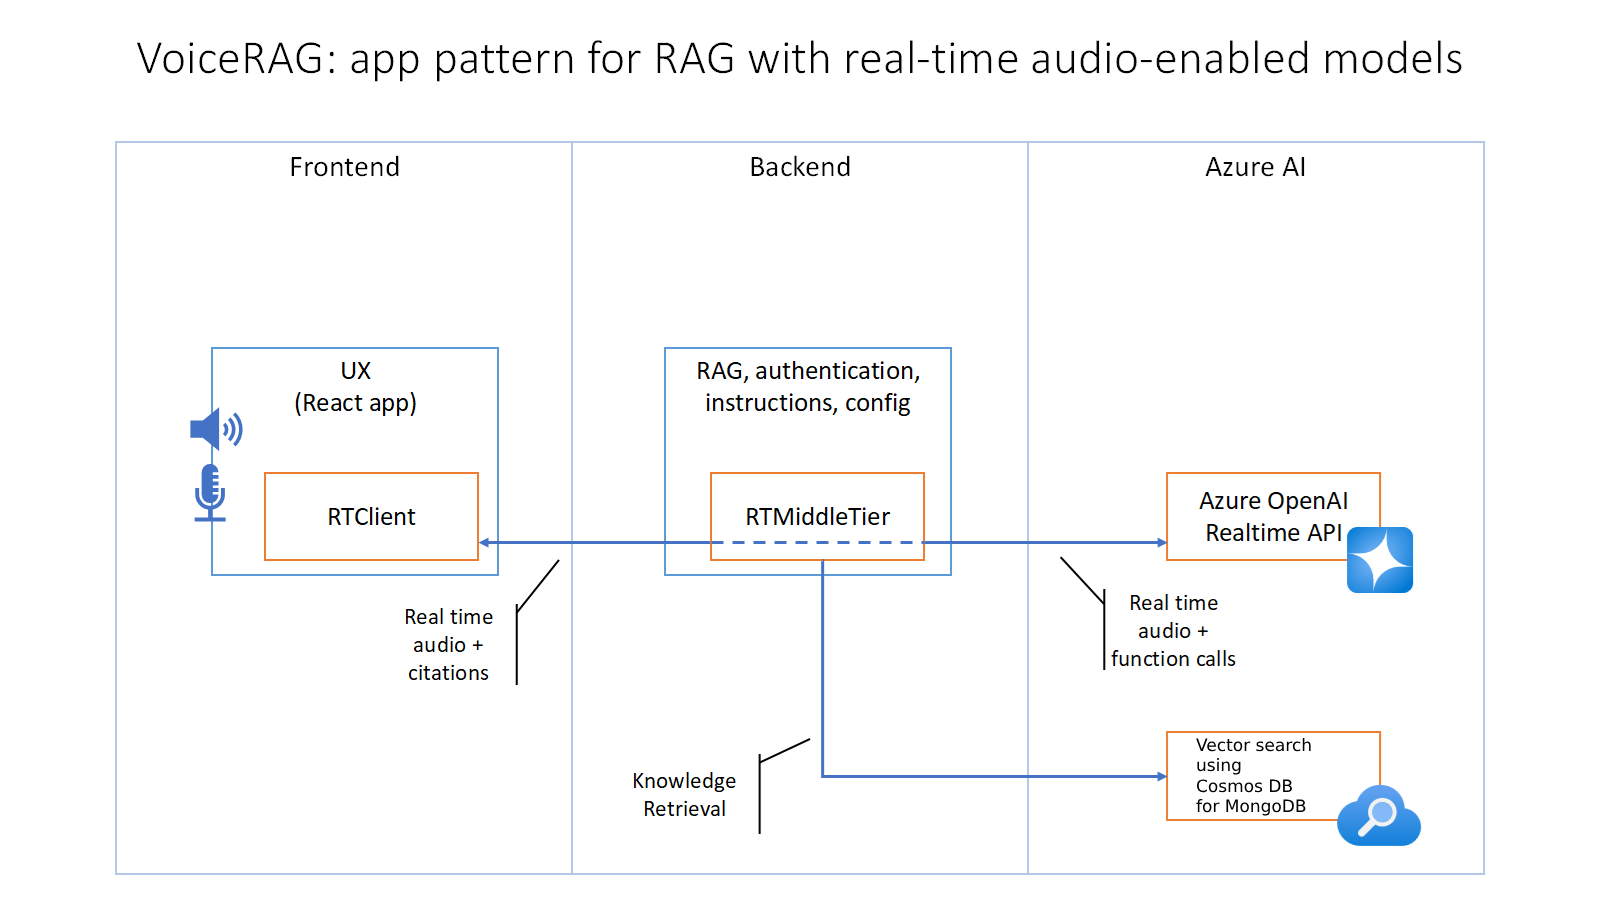 VoiceRAG: app pattern for RAG with real-time audio-enabled models
Frontend
Backend
Azure AI
UX
(React app)
RTClient
RAG, authentication,
instructions, config
RTMiddleTier
Azure OpenAI
Realtime API
Real time
audio +
citations
Real time
audio +
function calls
Knowledge
Retrieval
Vector search
using
Cosmos DB
for MongoDB